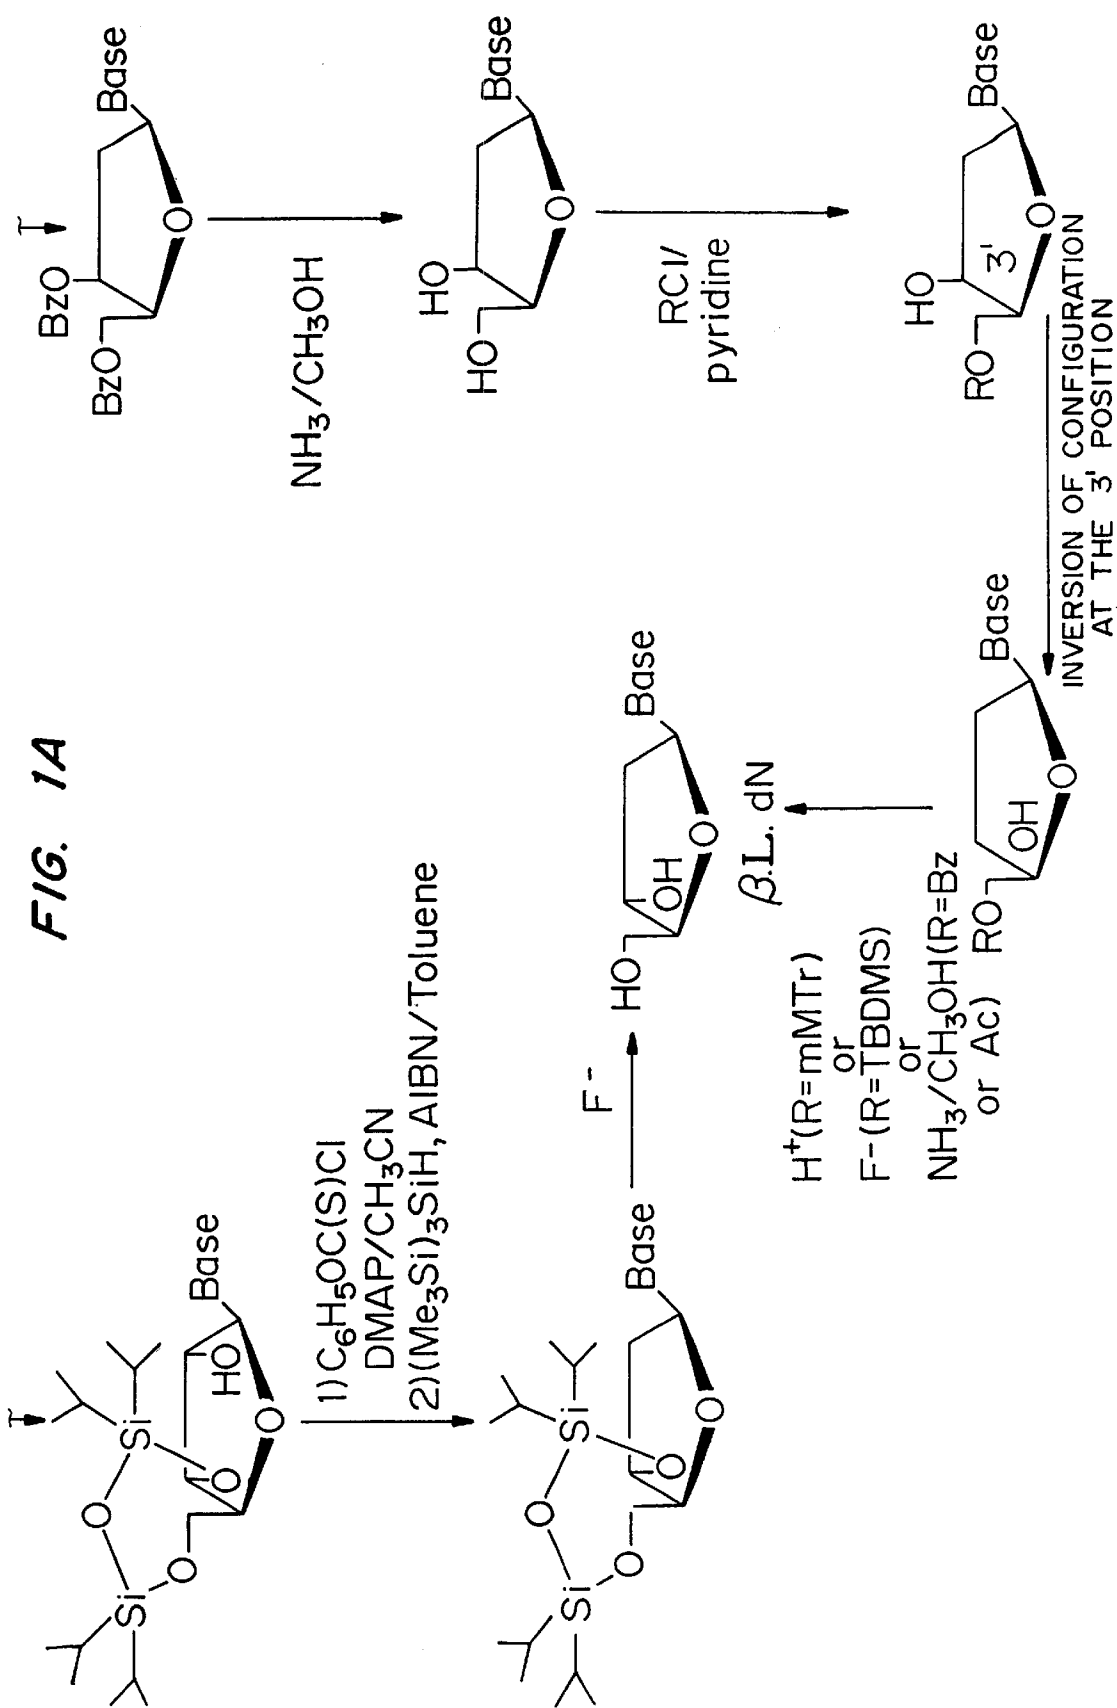 FIG. 1A
Si
Si
O
O
O
HO
O
Base
1) C6H5OC(S)Cl
DMAP/CH3CN
2)(Me3Si)3SiH, AlBN/Toluene
Si
Si
O
O
O
O
Base
F-
HO
OH
O
Base
β.L. dN
H+(R=mMTr)
or
F-(R=TBDMS)
or
NH3/CH3OH(R=Bz
or Ac)
RO
OH
O
Base
BzO
BzO
O
Base
NH3/CH3OH
HO
HO
O
Base
RCl/
pyridine
HO
RO
3'
O
Base
INVERSION OF CONFIGURATION
AT THE 3' POSITION